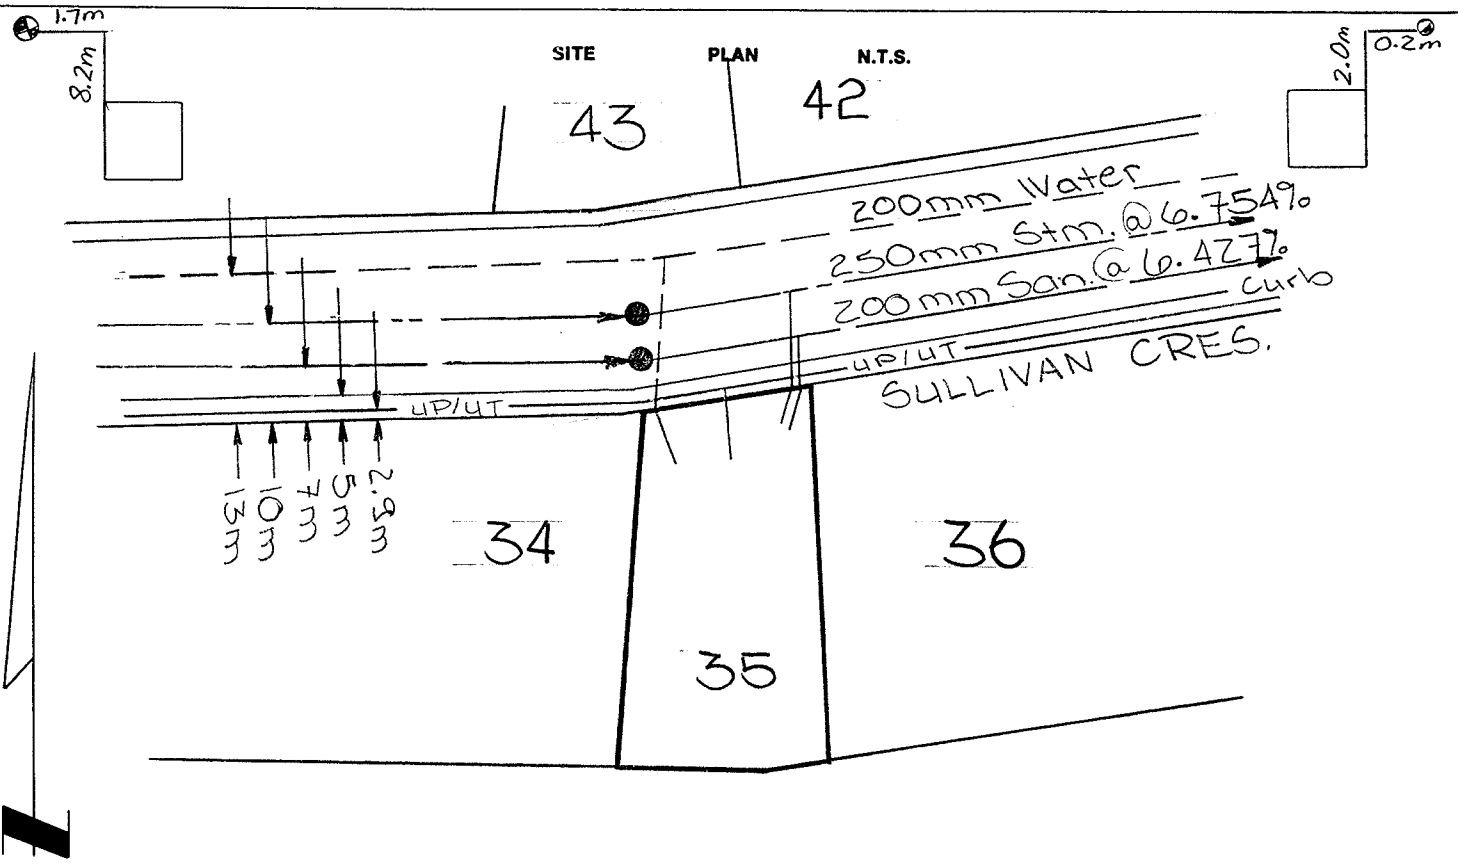 1.7m
8.2m
SITE PLAN N.T.S.
2.0m
0.2m
43
42
200mm Water
250mm Stm. @ 6.754%
200mm San. @ 6.427%
curb
UP/UT
UP/UT
SULLIVAN CRES.
13m
10m
7m
5m
2.9m
34
35
36
N